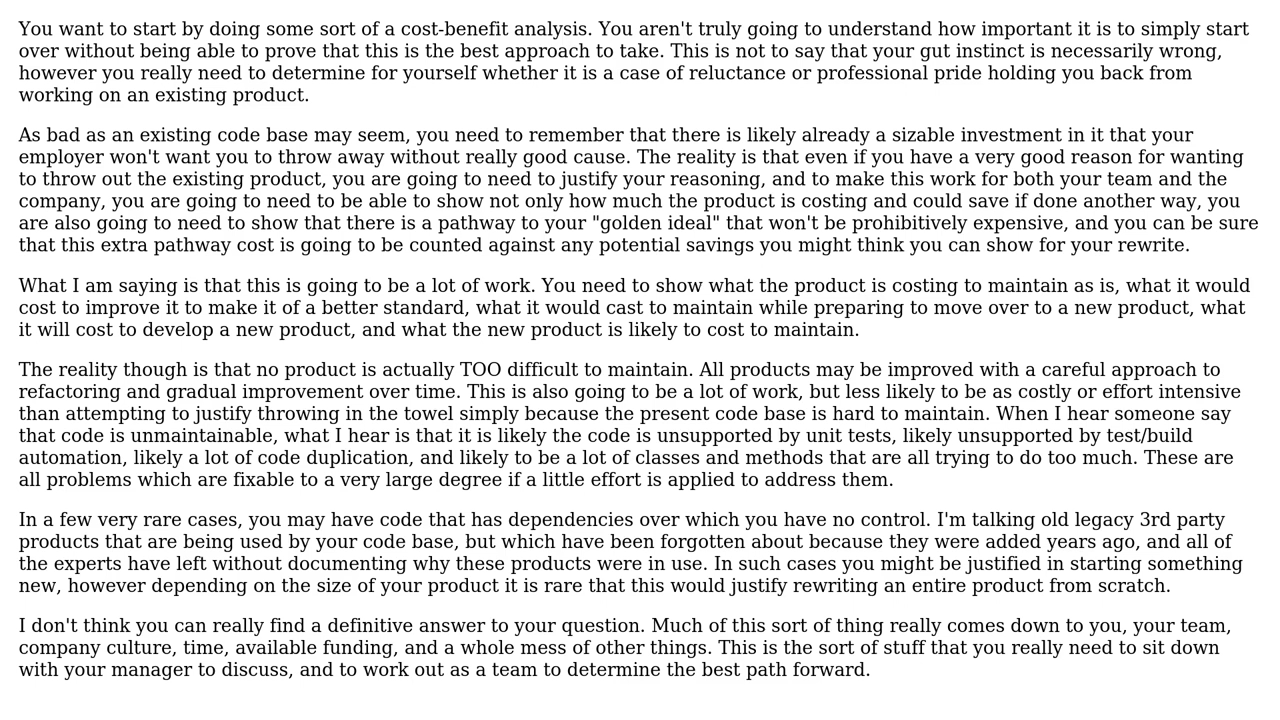 You want to start by doing some sort of a cost-benefit analysis. You aren't truly going to understand how important it is to simply start
over without being able to prove that this is the best approach to take. This is not to say that your gut instinct is necessarily wrong,
however you really need to determine for yourself whether it is a case of reluctance or professional pride holding you back from
working on an existing product.
As bad as an existing code base may seem, you need to remember that there is likely already a sizable investment in it that your
employer won't want you to throw away without really good cause. The reality is that even if you have a very good reason for wanting
to throw out the existing product, you are going to need to justify your reasoning, and to make this work for both your team and the
company, you are going to need to be able to show not only how much the product is costing and could save if done another way, you
are also going to need to show that there is a pathway to your "golden ideal" that won't be prohibitively expensive, and you can be sure
that this extra pathway cost is going to be counted against any potential savings you might think you can show for your rewrite.
What I am saying is that this is going to be a lot of work. You need to show what the product is costing to maintain as is, what it would
cost to improve it to make it of a better standard, what it would cast to maintain while preparing to move over to a new product, what
it will cost to develop a new product, and what the new product is likely to cost to maintain.
The reality though is that no product is actually TOO difficult to maintain. All products may be improved with a careful approach to
refactoring and gradual improvement over time. This is also going to be a lot of work, but less likely to be as costly or effort intensive
than attempting to justify throwing in the towel simply because the present code base is hard to maintain. When I hear someone say
that code is unmaintainable, what I hear is that it is likely the code is unsupported by unit tests, likely unsupported by test/build
automation, likely a lot of code duplication, and likely to be a lot of classes and methods that are all trying to do too much. These are
all problems which are fixable to a very large degree if a little effort is applied to address them.
In a few very rare cases, you may have code that has dependencies over which you have no control. I'm talking old legacy 3rd party
products that are being used by your code base, but which have been forgotten about because they were added years ago, and all of
the experts have left without documenting why these products were in use. In such cases you might be justified in starting something
new, however depending on the size of your product it is rare that this would justify rewriting an entire product from scratch.
I don't think you can really find a definitive answer to your question. Much of this sort of thing really comes down to you, your team,
company culture, time, available funding, and a whole mess of other things. This is the sort of stuff that you really need to sit down
with your manager to discuss, and to work out as a team to determine the best path forward.